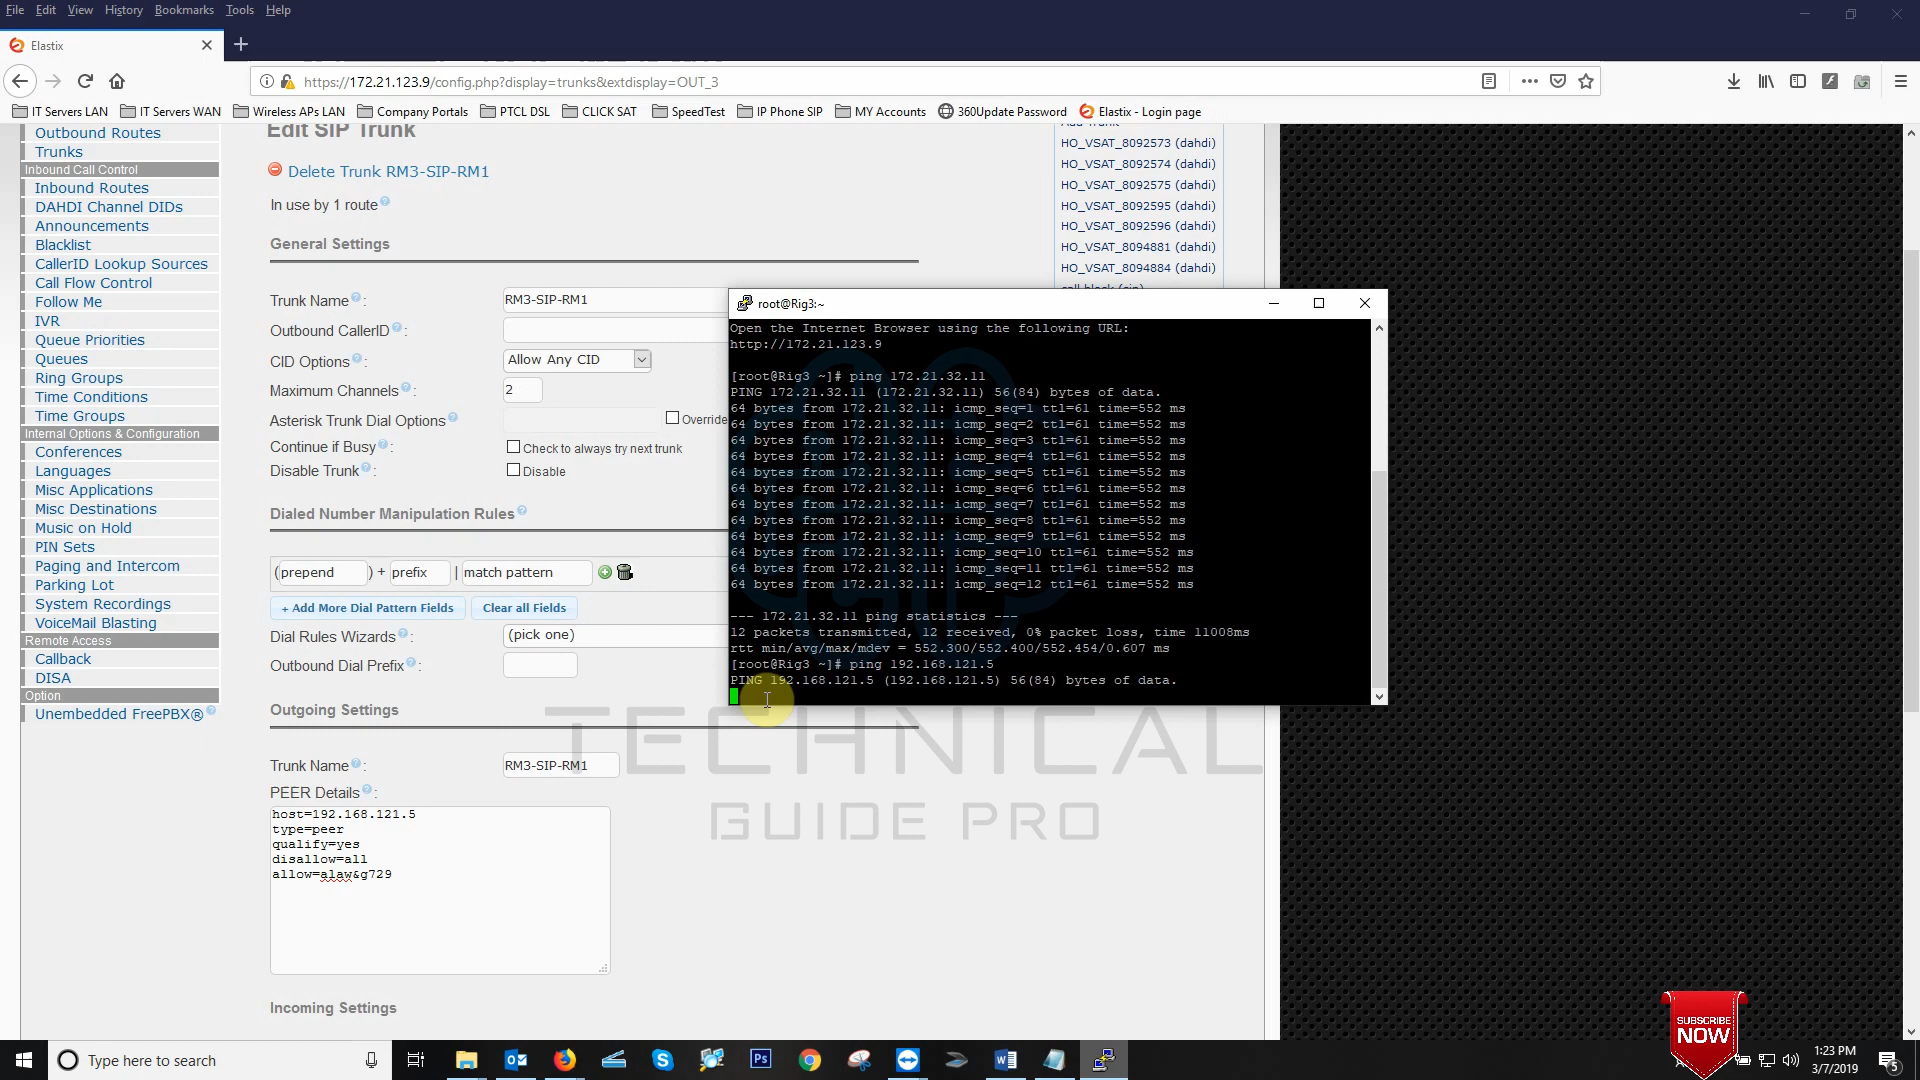 File Edit View History Bookmarks Tools Help
Elastix
https://172.21.123.9/config.php?display=trunks&extdisplay=OUT_3
IT Servers LAN IT Servers WAN Wireless APs LAN Company Portals PTCL DSL CLICK SAT SpeedTest IP Phone SIP MY Accounts 360Update Password Elastix - Login page
Outbound Routes
Trunks
Inbound Call Control
Inbound Routes
DAHDI Channel DIDs
Announcements
Blacklist
CallerID Lookup Sources
Call Flow Control
Follow Me
IVR
Queue Priorities
Queues
Ring Groups
Time Conditions
Time Groups
Internal Options & Configuration
Conferences
Languages
Misc Applications
Misc Destinations
Music on Hold
PIN Sets
Paging and Intercom
Parking Lot
System Recordings
VoiceMail Blasting
Remote Access
Callback
DISA
Option
Unembedded FreePBX®
Edit SIP Trunk
Delete Trunk RM3-SIP-RM1
In use by 1 route
General Settings
Trunk Name : RM3-SIP-RM1
Outbound CallerID :
CID Options : Allow Any CID
Maximum Channels : 2
Asterisk Trunk Dial Options Override
Continue if Busy : Check to always try next trunk
Disable Trunk : Disable
Dialed Number Manipulation Rules
(prepend ) + prefix | match pattern
+ Add More Dial Pattern Fields Clear all Fields
Dial Rules Wizards : (pick one)
Outbound Dial Prefix :
Outgoing Settings
Trunk Name : RM3-SIP-RM1
PEER Details :
host=192.168.121.5
type=peer
qualify=yes
disallow=all
allow=alaw&g729
Incoming Settings
Add Trunk
HO_VSAT_8092573 (dahdi)
HO_VSAT_8092574 (dahdi)
HO_VSAT_8092575 (dahdi)
HO_VSAT_8092595 (dahdi)
HO_VSAT_8092596 (dahdi)
HO_VSAT_8094881 (dahdi)
HO_VSAT_8094884 (dahdi)
call block (sip)
root@Rig3:~
Open the Internet Browser using the following URL:
http://172.21.123.9
[root@Rig3 ~]# ping 172.21.32.11
PING 172.21.32.11 (172.21.32.11) 56(84) bytes of data.
64 bytes from 172.21.32.11: icmp_seq=1 ttl=61 time=552 ms
64 bytes from 172.21.32.11: icmp_seq=2 ttl=61 time=552 ms
64 bytes from 172.21.32.11: icmp_seq=3 ttl=61 time=552 ms
64 bytes from 172.21.32.11: icmp_seq=4 ttl=61 time=552 ms
64 bytes from 172.21.32.11: icmp_seq=5 ttl=61 time=552 ms
64 bytes from 172.21.32.11: icmp_seq=6 ttl=61 time=552 ms
64 bytes from 172.21.32.11: icmp_seq=7 ttl=61 time=552 ms
64 bytes from 172.21.32.11: icmp_seq=8 ttl=61 time=552 ms
64 bytes from 172.21.32.11: icmp_seq=9 ttl=61 time=552 ms
64 bytes from 172.21.32.11: icmp_seq=10 ttl=61 time=552 ms
64 bytes from 172.21.32.11: icmp_seq=11 ttl=61 time=552 ms
64 bytes from 172.21.32.11: icmp_seq=12 ttl=61 time=552 ms
--- 172.21.32.11 ping statistics ---
12 packets transmitted, 12 received, 0% packet loss, time 11008ms
rtt min/avg/max/mdev = 552.300/552.400/552.454/0.607 ms
[root@Rig3 ~]# ping 192.168.121.5
PING 192.168.121.5 (192.168.121.5) 56(84) bytes of data.
TECHNICAL
GUIDE PRO
SUBSCRIBE
NOW
Type here to search
1:23 PM
3/7/2019
5